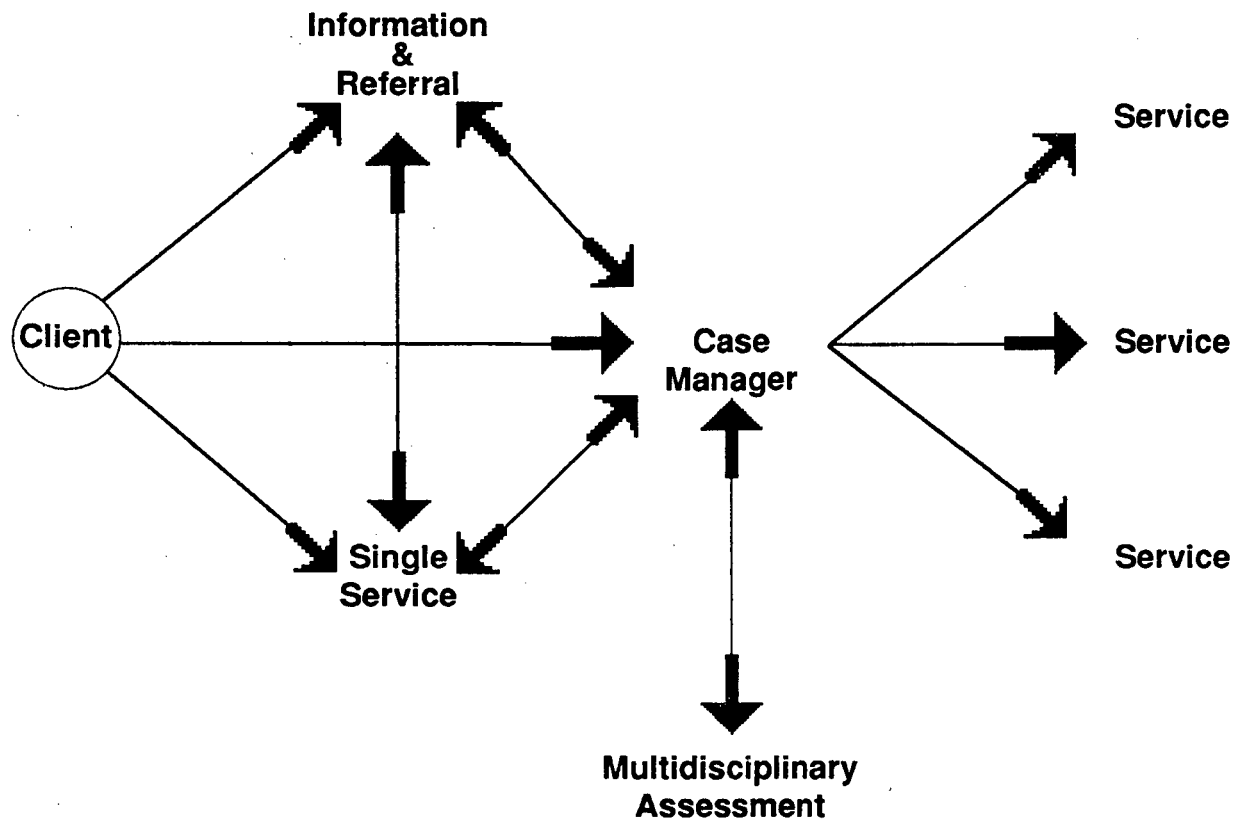 Information
&
Referral
Service
Client
Case
Manager
Service
Single
Service
Service
Multidisciplinary
Assessment